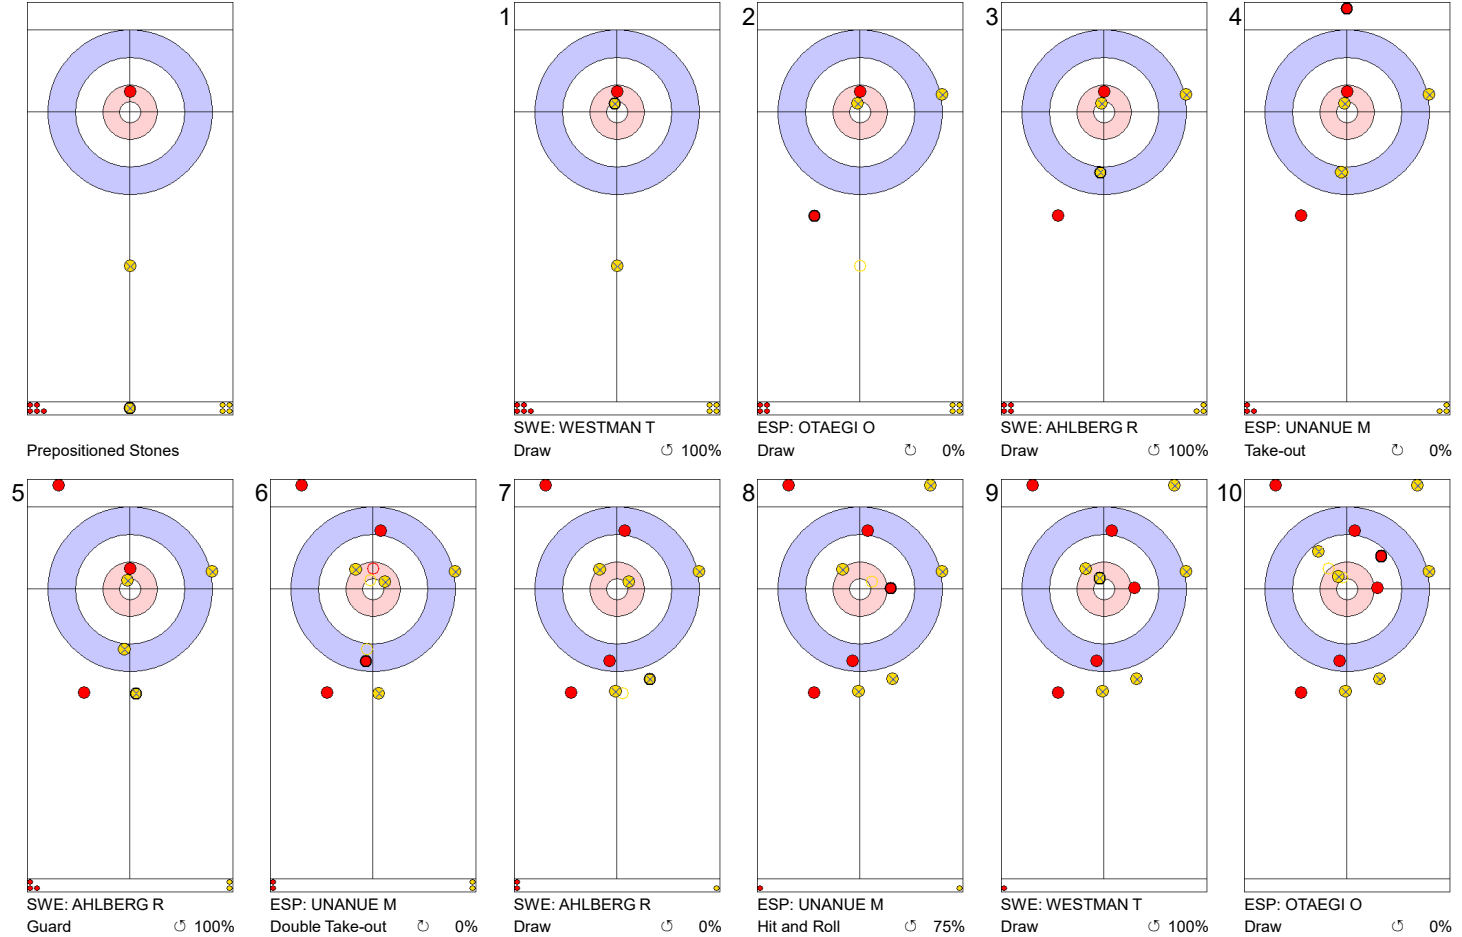 1
2
3
4
Prepositioned Stones
SWE: WESTMAN T
Draw ↺ 100%
ESP: OTAEGI O
Draw ↻ 0%
SWE: AHLBERG R
Draw ↺ 100%
ESP: UNANUE M
Take-out ↻ 0%
5
6
7
8
9
10
SWE: AHLBERG R
Guard ↺ 100%
ESP: UNANUE M
Double Take-out ↻ 0%
SWE: AHLBERG R
Draw ↺ 0%
ESP: UNANUE M
Hit and Roll ↺ 75%
SWE: WESTMAN T
Draw ↺ 100%
ESP: OTAEGI O
Draw ↺ 0%